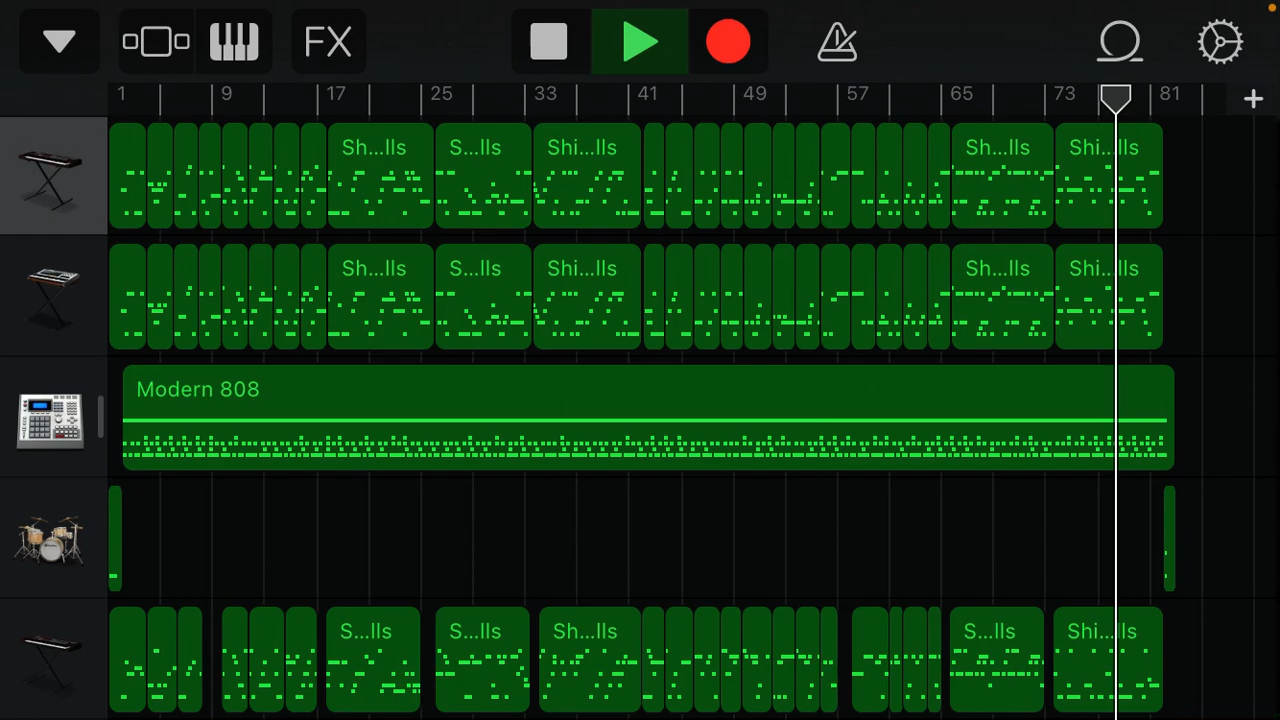 FX
1 9 17 25 33 41 49 57 65 73 81
Sh...lls S...lls Shi...lls Sh...lls Shi...lls
Sh...lls S...lls Shi...lls Sh...lls Shi...lls
Modern 808
S...lls S...lls Sh...lls S...lls Shi...lls